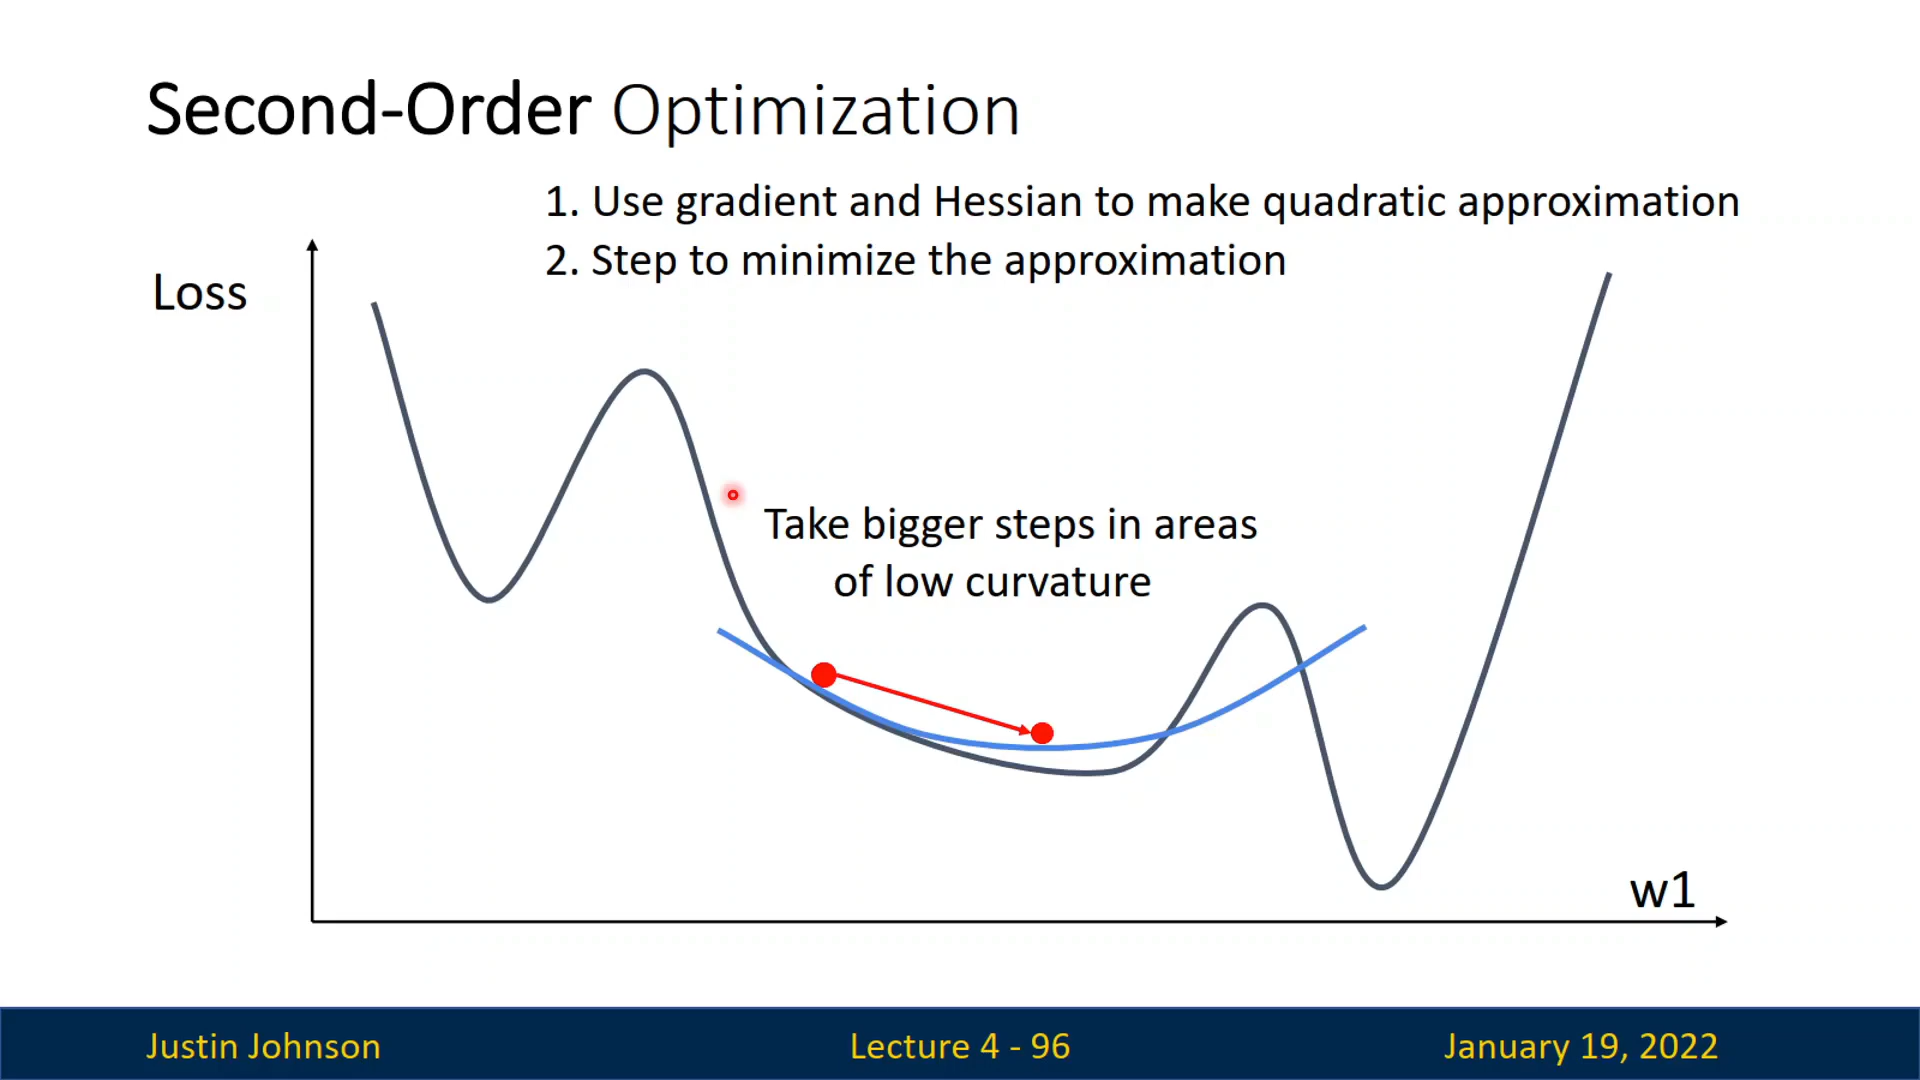 Second-Order Optimization
1. Use gradient and Hessian to make quadratic approximation
2. Step to minimize the approximation
Loss
Take bigger steps in areas
of low curvature
w1
Justin Johnson
Lecture 4 - 96
January 19, 2022